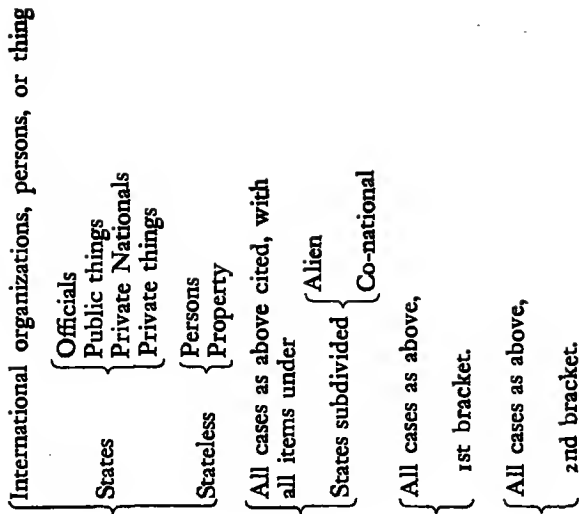 International organizations, persons, or thing
States
Officials
Public things
Private Nationals
Private things
Stateless
Persons
Property
All cases as above cited, with
all items under
States subdivided
Alien
Co-national
All cases as above,
1st bracket.
All cases as above,
2nd bracket.